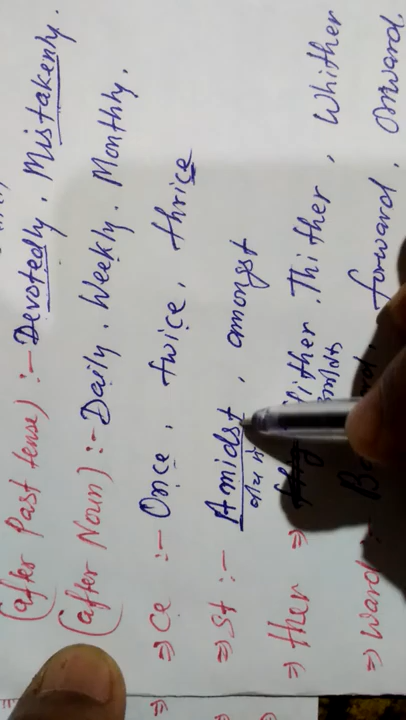 (after Past tense) :- Devotedly, Mistakenly.
(after Noun) :- Daily, Weekly, Monthly.
⇒ ce :- Once, twice, thrice
⇒ st :- Amidst, amongst
⇒ ther ⇒ Hither, Thither, Whither
⇒ ward : forward, onward